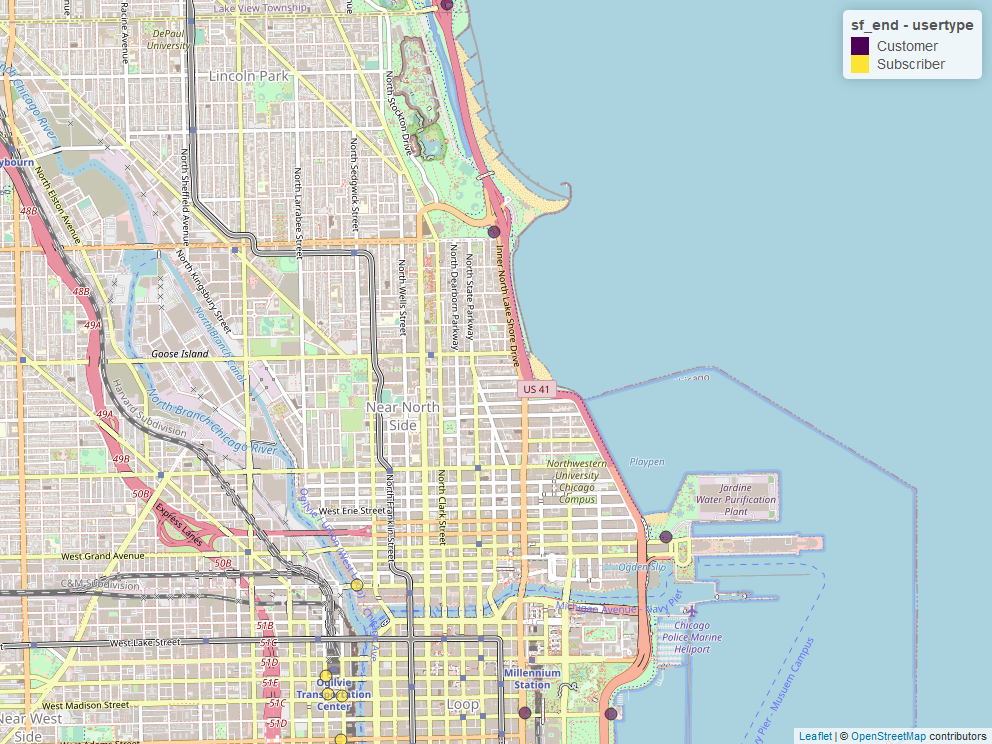 Lake View Township
Racine Avenue
DePaul
University
Lincoln Park
North Stockton Drive
sf_end - usertype
Customer
Subscriber
Chicago River
ybourn
North Elston Avenue
North Sheffield Avenue
North Larrabee Street
North Sedgwick Street
48B
48B
49A
North Kingsbury Street
North Branch Canal
North Wells Street
North Dearborn Parkway
North State Parkway
Inner North Lake Shore Drive
Goose Island
US 41
Harvard Subdivision
North Branch Chicago River
49A
49B
50B
Near North
Side
Northwestern
University
Chicago
Campus
Playpen
Jardine
Water Purification
Plant
Express Lanes
West Erie Street
North Franklin Street
North Clark Street
West Grand Avenue
50B
C&M Subdivision
Ogden Slip
Michigan Avenue - Navy Pier
Chicago
Police Marine
Heliport
West Lake Street
51B
51C
51D
51E
51C
51D
Ogilvie
Transportation
Center
West Madison Street
Near West
Side
Millennium
Station
Loop
Pier - Musuem Campus
West Adams Street
Leaflet | © OpenStreetMap contributors